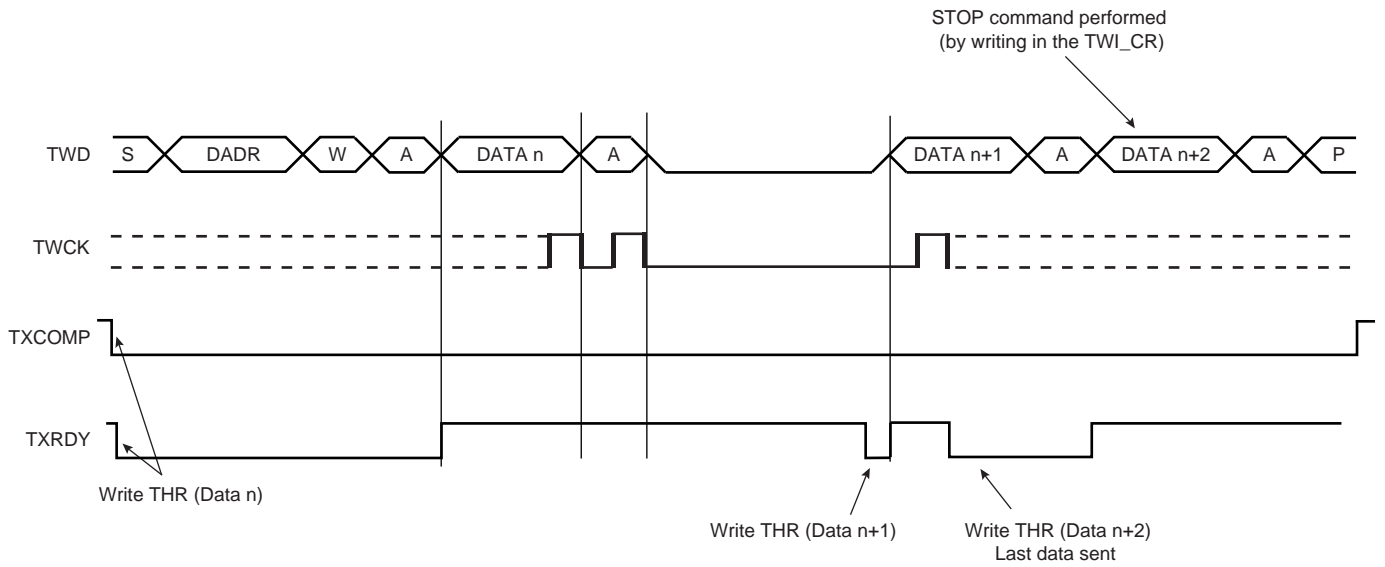 STOP command performed
(by writing in the TWI_CR)
TWD S DADR W A DATA n A DATA n+1 A DATA n+2 A P
TWCK
TXCOMP
TXRDY
Write THR (Data n)
Write THR (Data n+1)
Write THR (Data n+2)
Last data sent